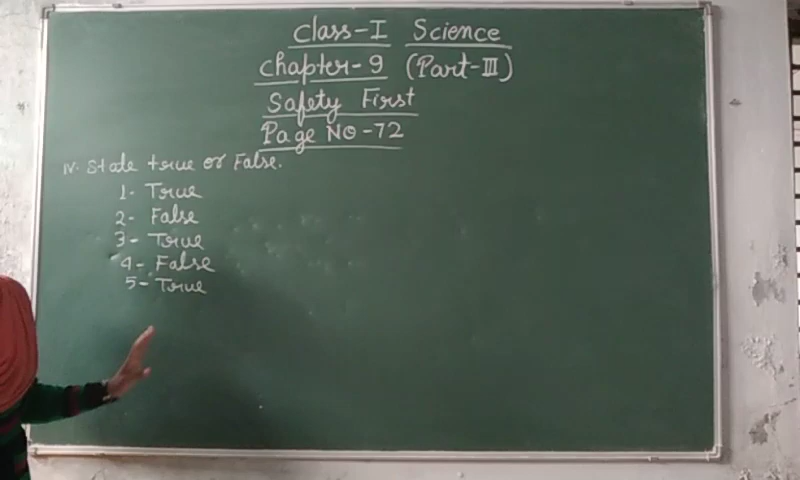 Class-I Science
Chapter-9 (Part-III)
Safety First
Page No-72
IV. State true or False.
1- True
2- False
3- True
4- False
5- True